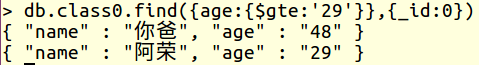 > db.class0.find({age:{$gte:'29'}},{_id:0})
{ "name" : "你爸", "age" : "48" }
{ "name" : "阿荣", "age" : "29" }